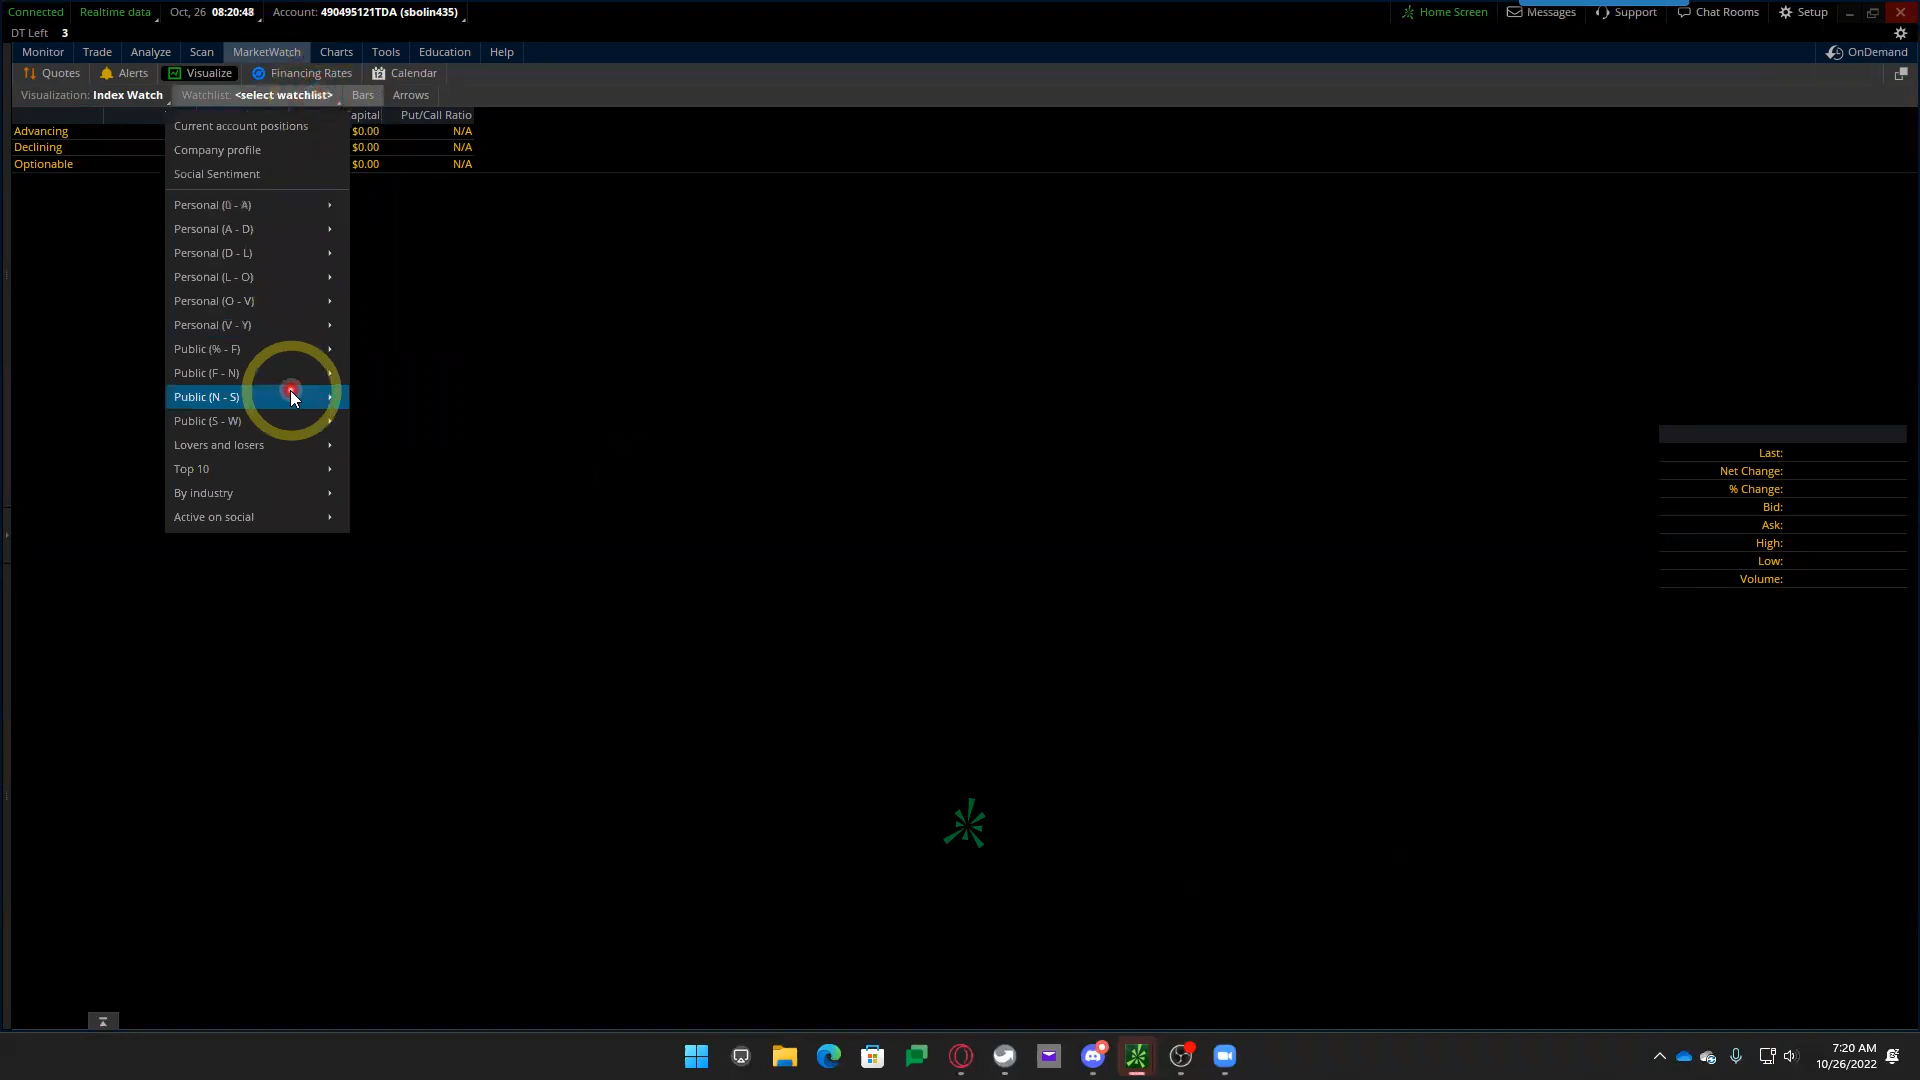 Connected Realtime data Oct, 26 08:20:48 Account: 490495121TDA (sbolin435) Home Screen Messages Support Chat Rooms Setup
DT Left 3
Monitor Trade Analyze Scan MarketWatch Charts Tools Education Help OnDemand
Quotes Alerts Visualize Financing Rates Calendar
Visualization: Index Watch Watchlist: <select watchlist> Bars Arrows
apital Put/Call Ratio
Advancing $0.00 N/A
Declining $0.00 N/A
Optionable $0.00 N/A
Current account positions
Company profile
Social Sentiment
Personal (A - D)
Personal (D - L)
Personal (L - O)
Personal (O - V)
Personal (V - Y)
Public (% - F)
Public (F - N)
Public (N - S)
Public (S - W)
Lovers and losers
Top 10
By industry
Active on social
Last:
Net Change:
% Change:
Bid:
Ask:
High:
Low:
Volume:
7:20 AM
10/26/2022